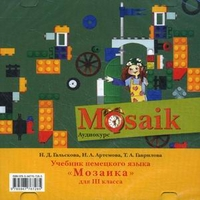 Mosaik
Аудиокурс
Н. Д. Гальскова, Н. А. Артемова, Т. А. Гаврилова
Учебник немецкого языка
«Мозаика»
для III класса